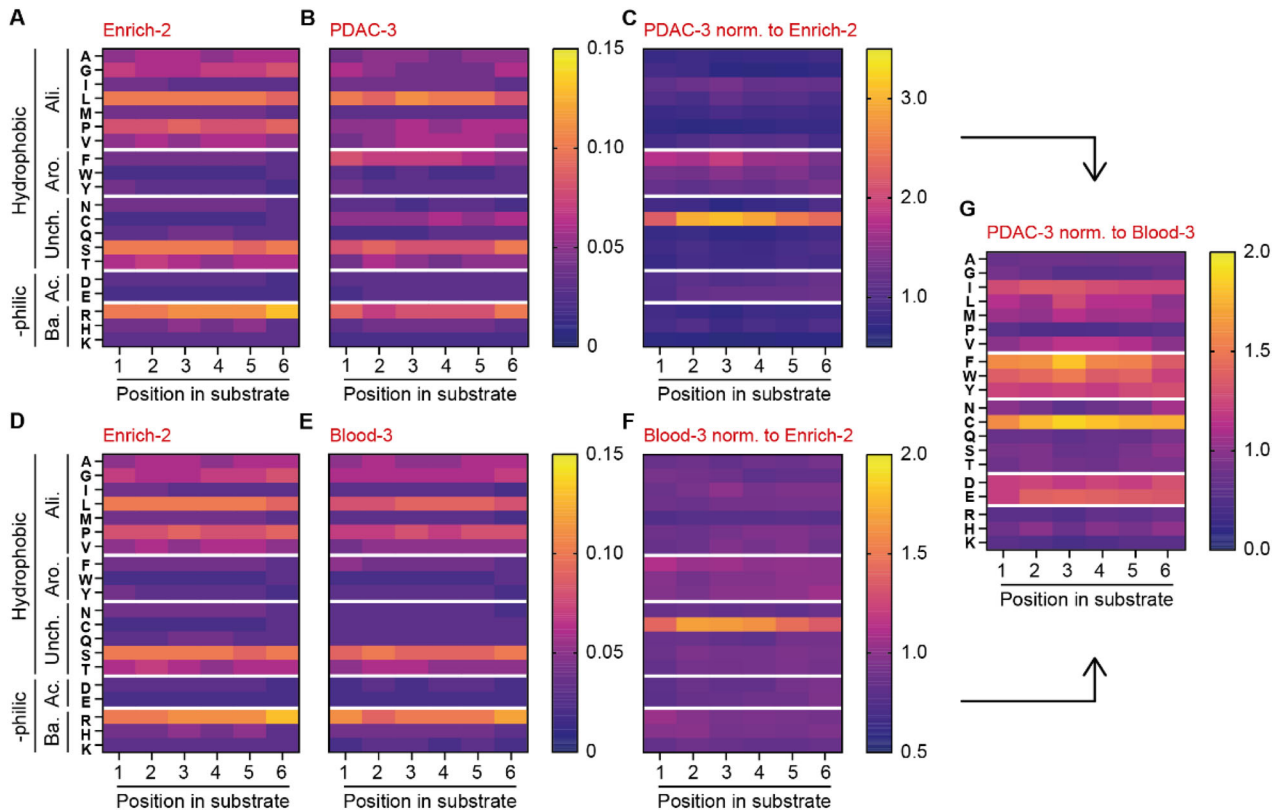 A
Enrich-2
B
PDAC-3
C
PDAC-3 norm. to Enrich-2
Hydrophobic
-philic
Ali.
Aro.
Unch.
Ac.
Ba.
A
G
I
L
M
P
V
F
W
Y
N
C
Q
S
T
D
E
R
H
K
0.15
0.10
0.05
0
3.0
2.0
1.0
1 2 3 4 5 6
Position in substrate
1 2 3 4 5 6
Position in substrate
1 2 3 4 5 6
Position in substrate
D
Enrich-2
E
Blood-3
F
Blood-3 norm. to Enrich-2
Hydrophobic
-philic
Ali.
Aro.
Unch.
Ac.
Ba.
A
G
I
L
M
P
V
F
W
Y
N
C
Q
S
T
D
E
R
H
K
0.15
0.10
0.05
0
2.0
1.5
1.0
0.5
1 2 3 4 5 6
Position in substrate
1 2 3 4 5 6
Position in substrate
1 2 3 4 5 6
Position in substrate
G
PDAC-3 norm. to Blood-3
A
G
I
L
M
P
V
F
W
Y
N
C
Q
S
T
D
E
R
H
K
2.0
1.5
1.0
0.0
1 2 3 4 5 6
Position in substrate